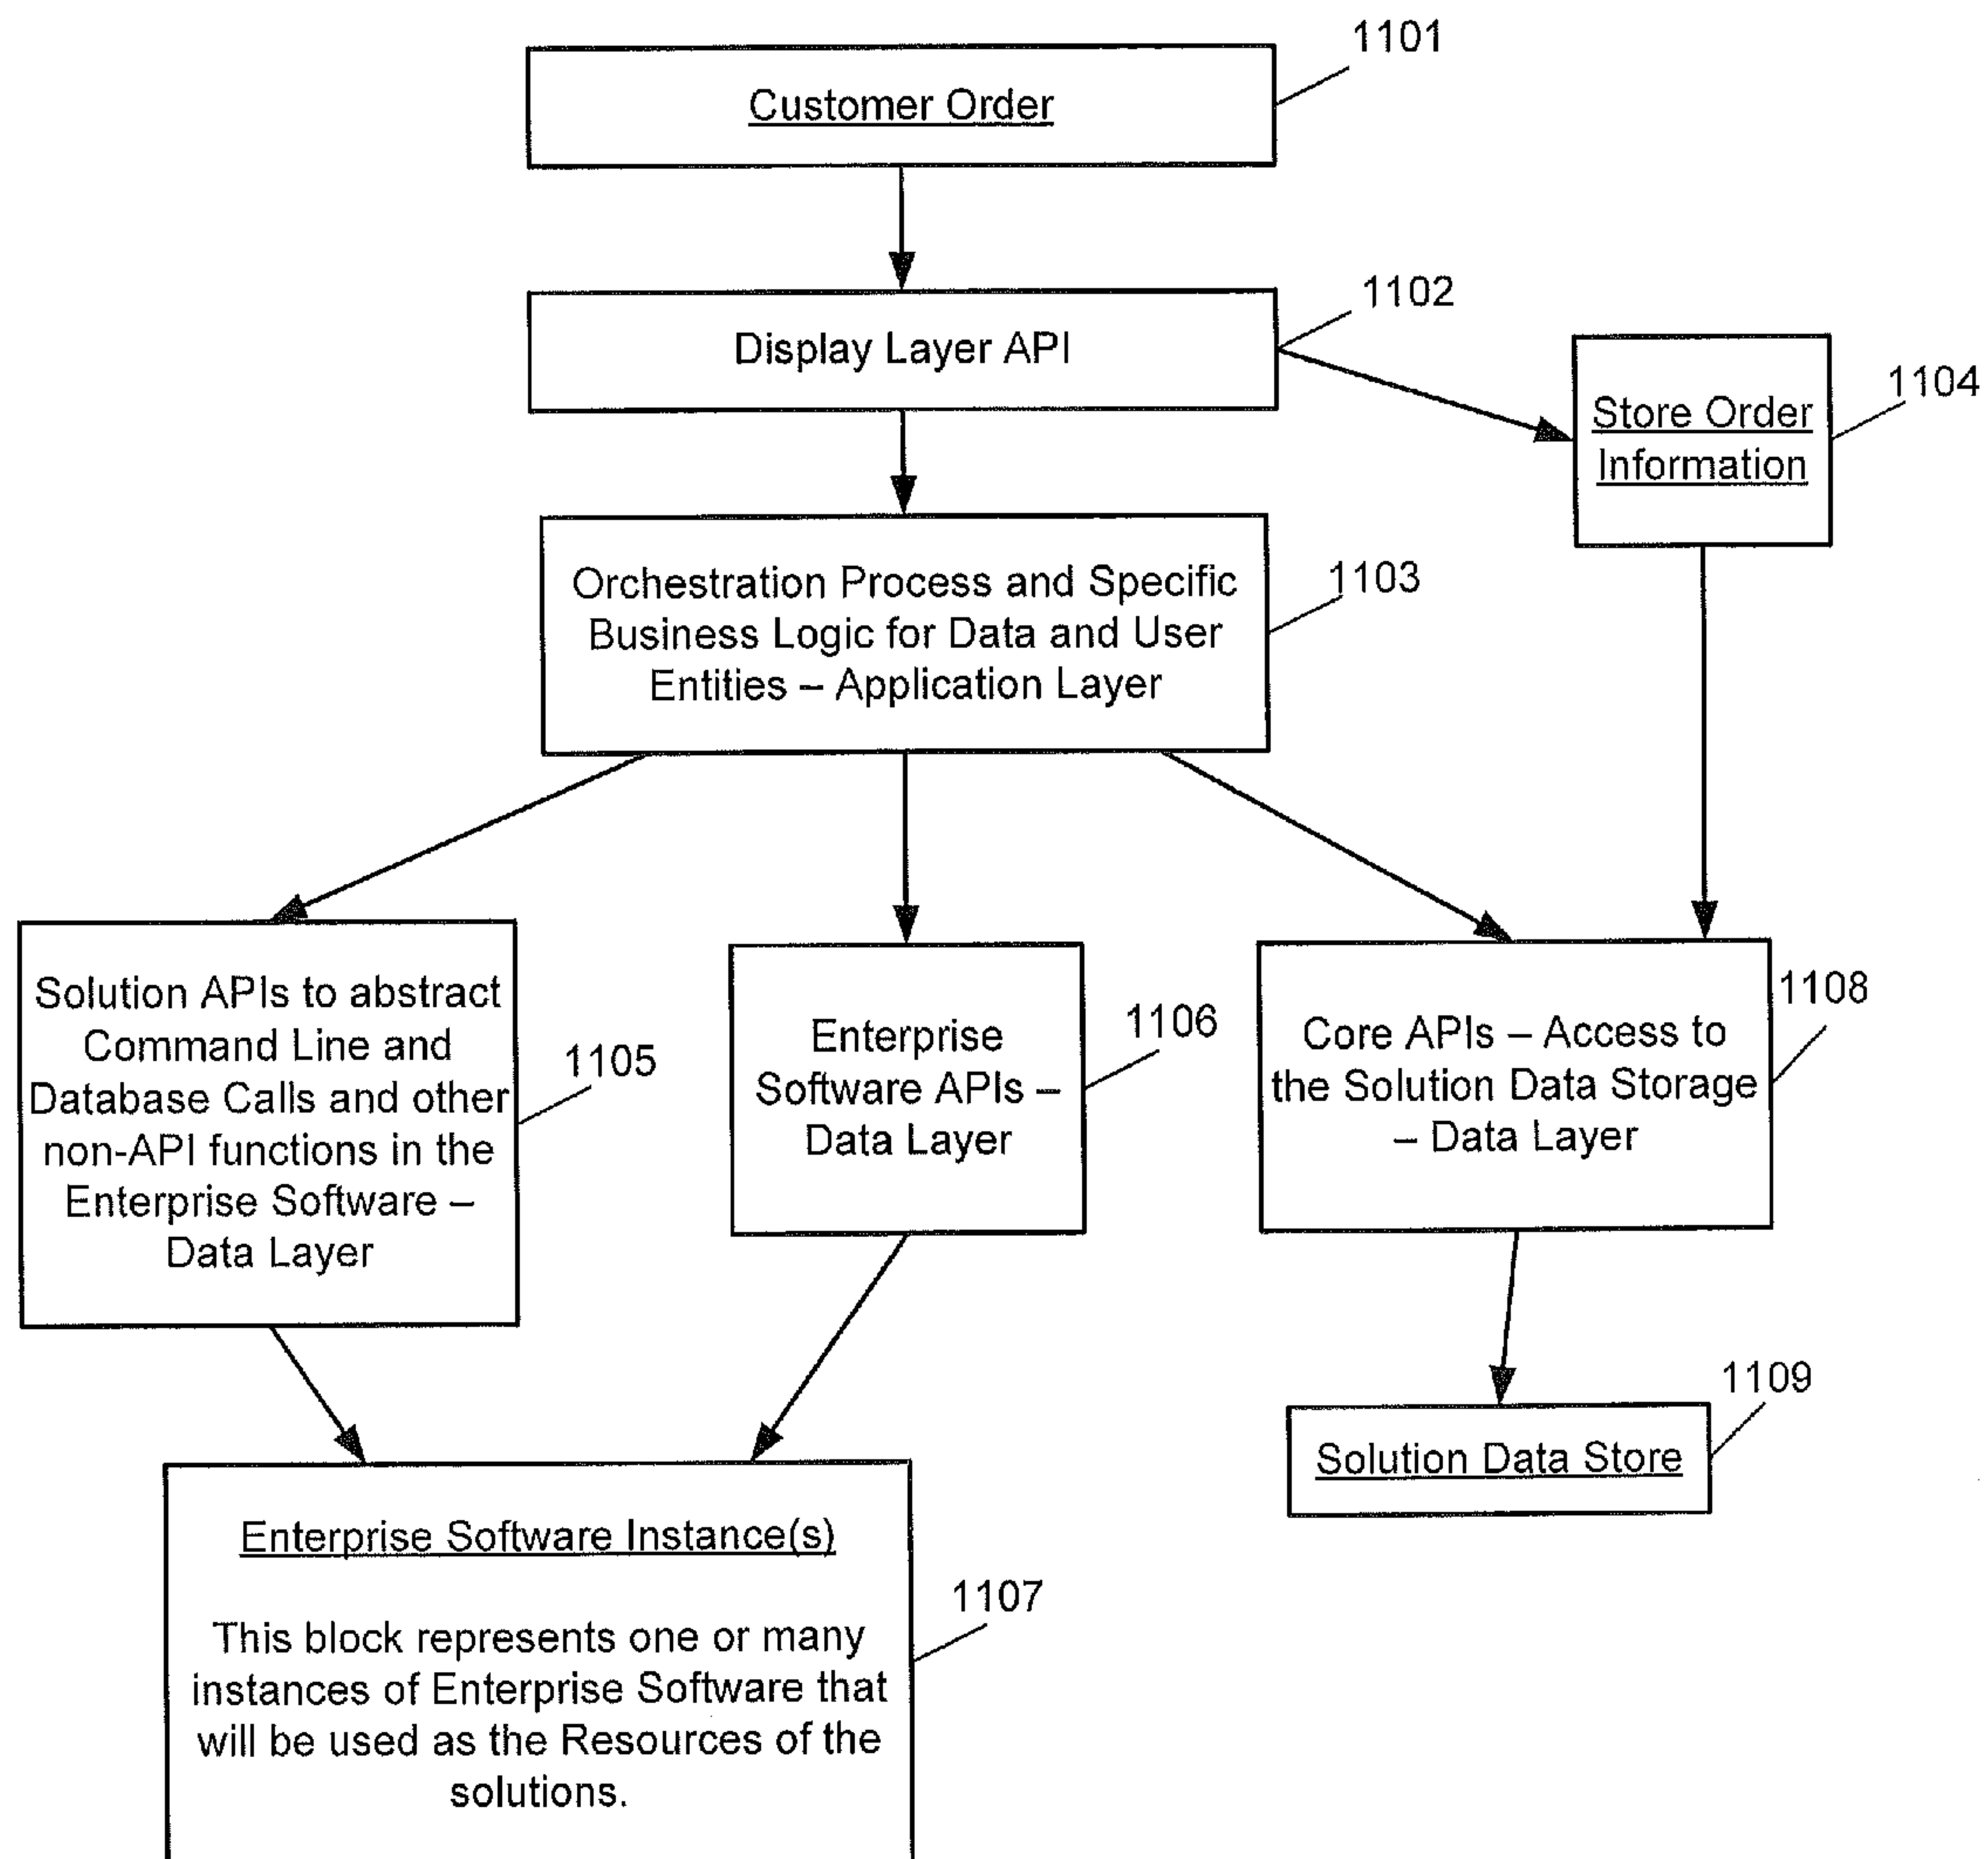 1101
Customer Order
1102
Display Layer API
1104
Store Order
Information
1103
Orchestration Process and Specific
Business Logic for Data and User
Entities – Application Layer
Solution APIs to abstract
Command Line and
Database Calls and other
non-API functions in the
Enterprise Software –
Data Layer
1105
Enterprise
Software APIs –
Data Layer
1106
Core APIs – Access to
the Solution Data Storage
– Data Layer
1108
1109
Solution Data Store
Enterprise Software Instance(s)
This block represents one or many
instances of Enterprise Software that
will be used as the Resources of the
solutions.
1107